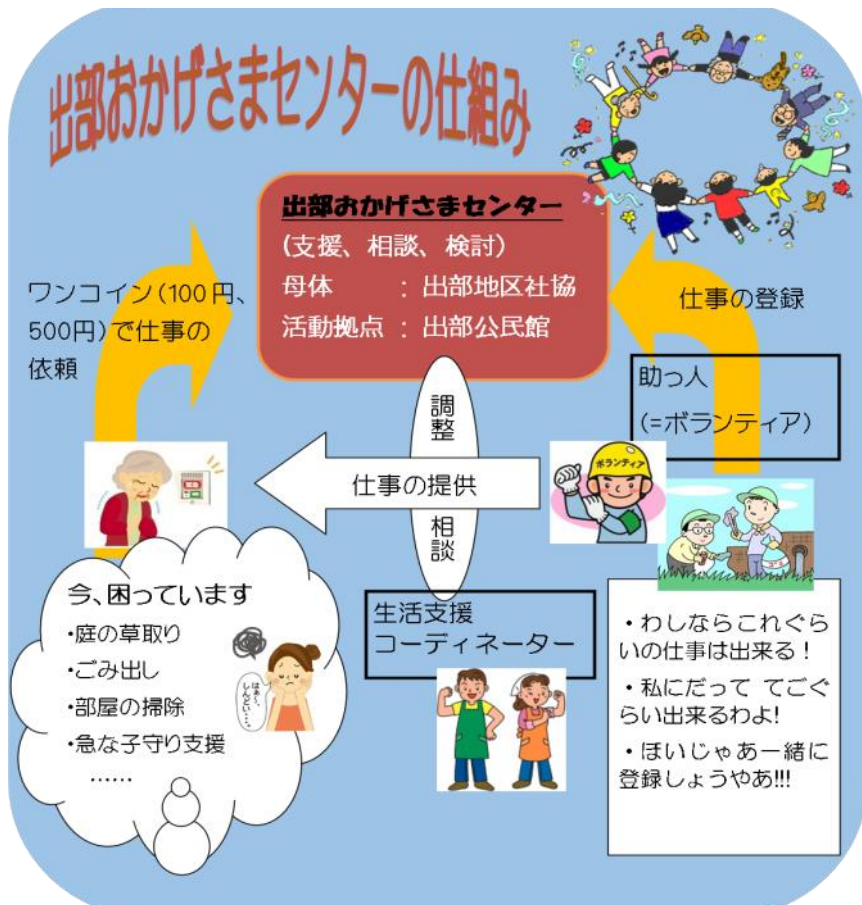 出部おかげさまセンターの仕組み
出部おかげさまセンター
(支援、相談、検討)
母体　　：出部地区社協
活動拠点：出部公民館
ワンコイン(100円、
500円)で仕事の
依頼
仕事の登録
助っ人
(=ボランティア)
調整
仕事の提供
相談
ボランティア
今、困っています
・庭の草取り
・ごみ出し
・部屋の掃除
・急な子守り支援
……
はぁ〜、
しんどい…。
生活支援
コーディネーター
・わしならこれぐら
いの仕事は出来る！
・私にだって てごぐ
らい出来るわよ!
・ほいじゃあ一緒に
登録しょうやあ!!!